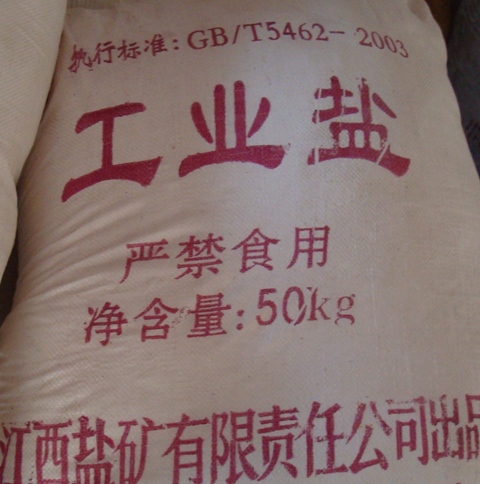 执行标准:GB/T5462-2003
工业盐
严禁食用
净含量:50kg
江西盐矿有限责任公司出品